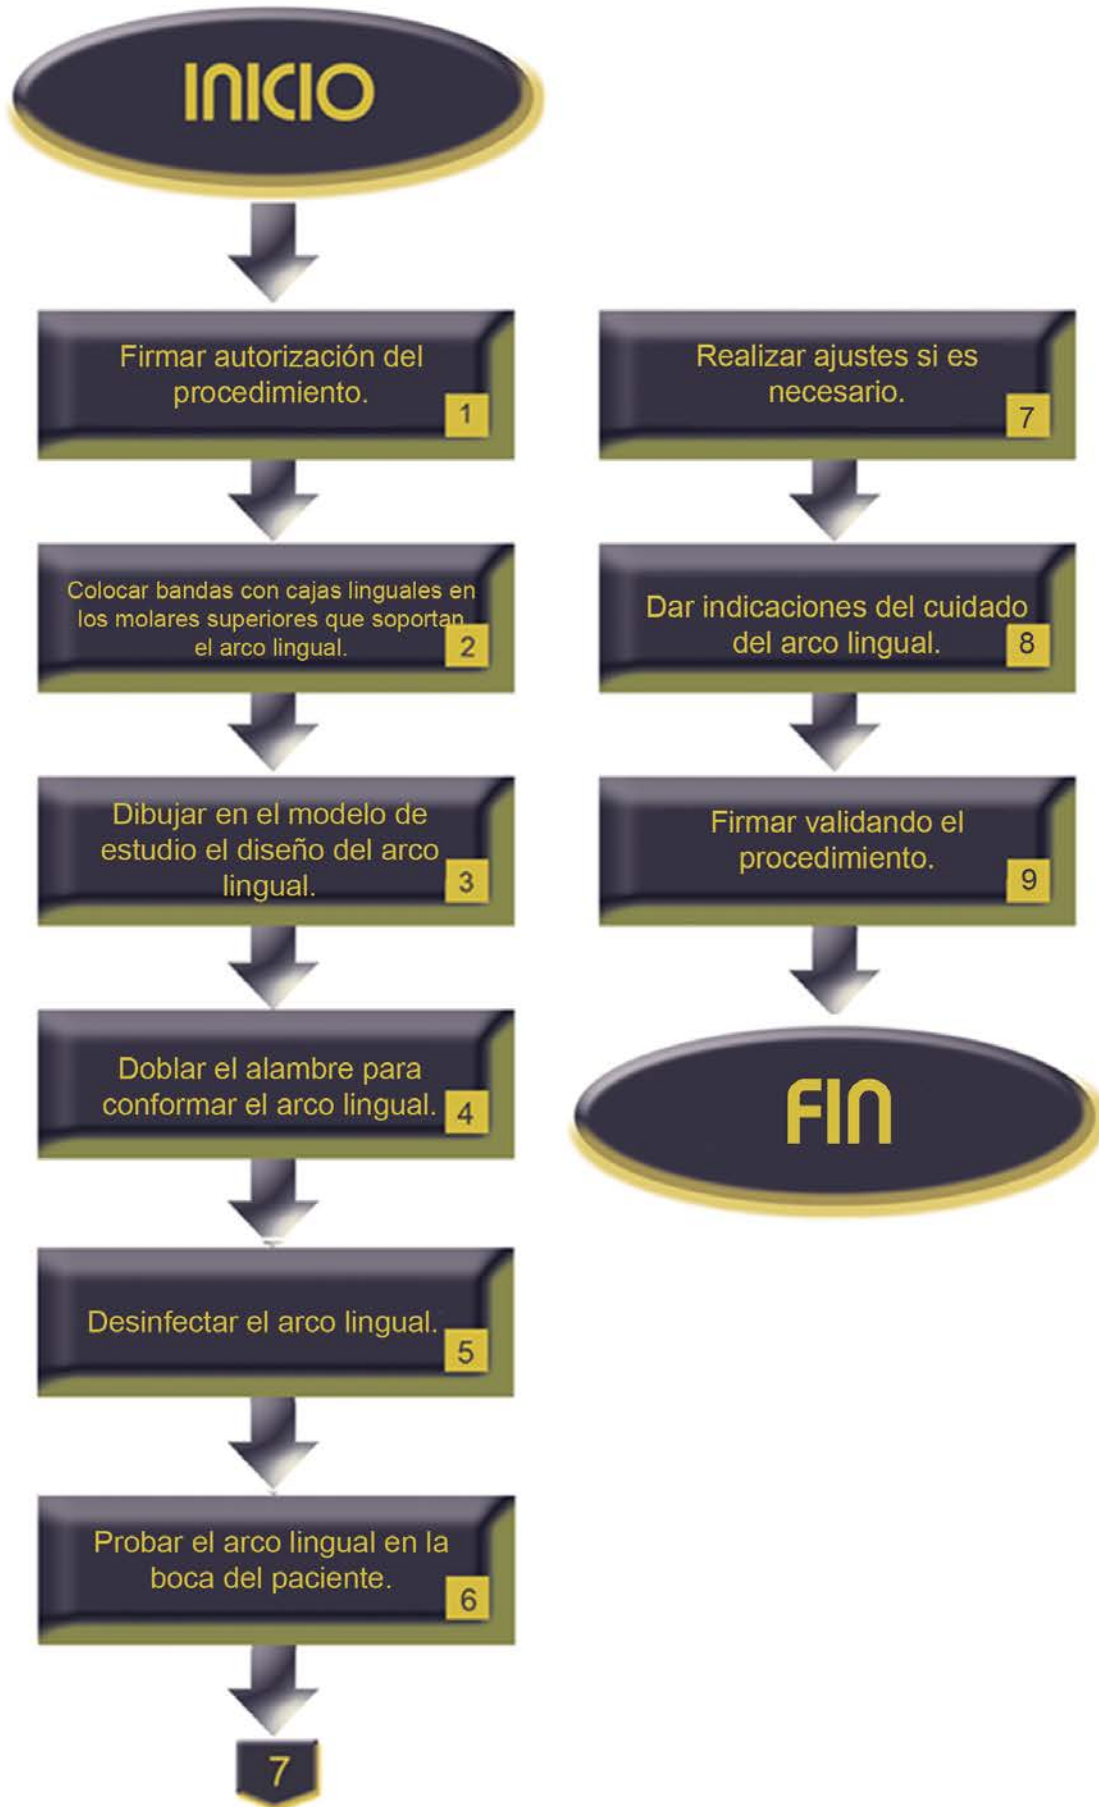 INICIO
Firmar autorización del
procedimiento.
1
Colocar bandas con cajas linguales en
los molares superiores que soportan
el arco lingual.
2
Dibujar en el modelo de
estudio el diseño del arco
lingual.
3
Doblar el alambre para
conformar el arco lingual.
4
Desinfectar el arco lingual.
5
Probar el arco lingual en la
boca del paciente.
6
7
Realizar ajustes si es
necesario.
7
Dar indicaciones del cuidado
del arco lingual.
8
Firmar validando el
procedimiento.
9
FIN